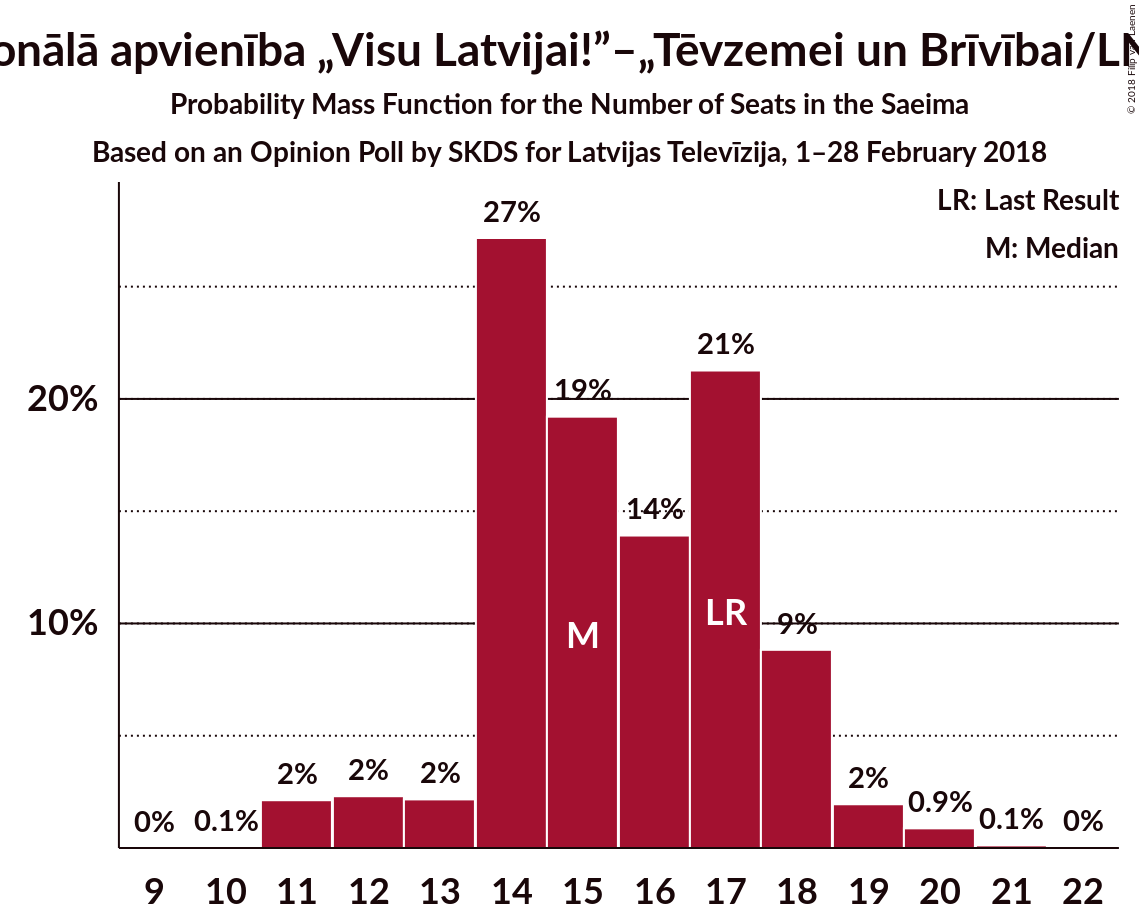 onālā apvienība „Visu Latvijai!”–„Tēvzemei un Brīvībai/LN
Probability Mass Function for the Number of Seats in the Saeima
Based on an Opinion Poll by SKDS for Latvijas Televīzija, 1–28 February 2018
© 2018 Filip van Laenen
LR: Last Result
M: Median
27%
21%
20%
19%
14%
10%
LR
M
9%
2% 2% 2% 2%
0% 0.1% 0.9% 0.1% 0%
9 10 11 12 13 14 15 16 17 18 19 20 21 22